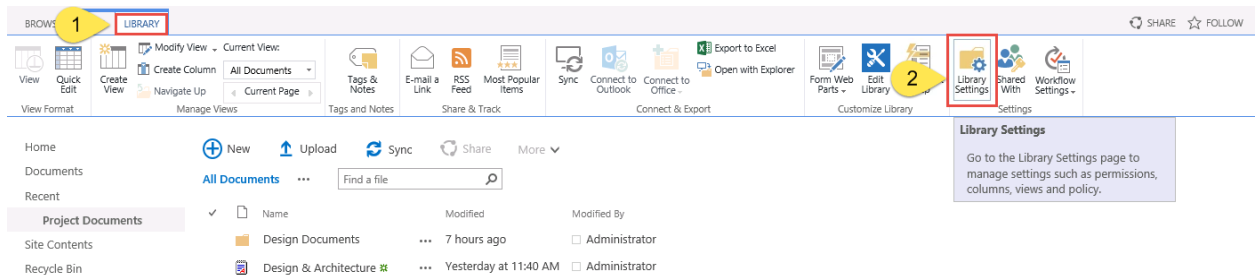 BROWS
1
LIBRARY
SHARE
FOLLOW
View
Quick
Edit
View Format
Create
View
Modify View
Create Column
Navigate Up
Current View:
All Documents
Current Page
Manage Views
Tags &
Notes
Tags and Notes
E-mail a
Link
RSS
Feed
Most Popular
Items
Share & Track
Sync
Connect to
Outlook
Connect to
Office
Export to Excel
Open with Explorer
Connect & Export
Form Web
Parts
Edit
Library
2
Customize Library
Library
Settings
Shared
With
Workflow
Settings
Settings
Library Settings
Go to the Library Settings page to
manage settings such as permissions,
columns, views and policy.
Home
Documents
Recent
Project Documents
Site Contents
Recycle Bin
New
Upload
Sync
Share
More
All Documents
...
Find a file
Name
Modified
Modified By
Design Documents
...
7 hours ago
Administrator
Design & Architecture
...
Yesterday at 11:40 AM
Administrator